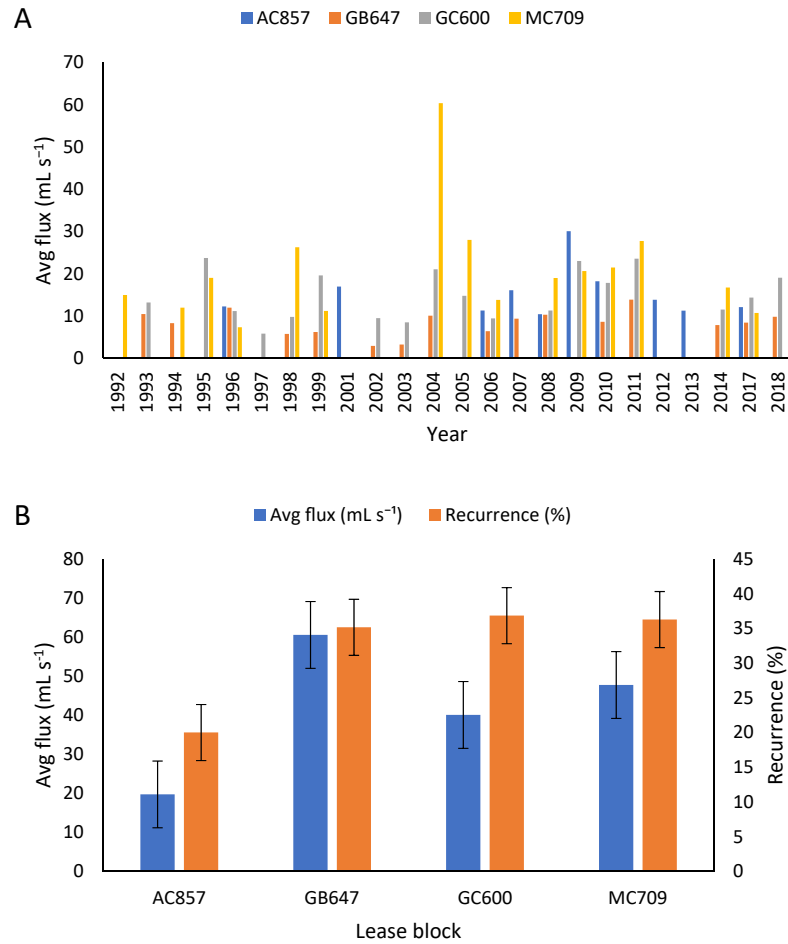 A
AC857 GB647 GC600 MC709
Avg flux (mL s⁻¹)
70
60
50
40
30
20
10
0
1992 1993 1994 1995 1996 1997 1998 1999 2001 2002 2003 2004 2005 2006 2007 2008 2009 2010 2011 2012 2013 2014 2017 2018
Year
B
Avg flux (mL s⁻¹) Recurrence (%)
Avg flux (mL s⁻¹)
80
70
60
50
40
30
20
10
0
45
40
35
30
25
20
15
10
5
0
Recurrence (%)
AC857 GB647 GC600 MC709
Lease block